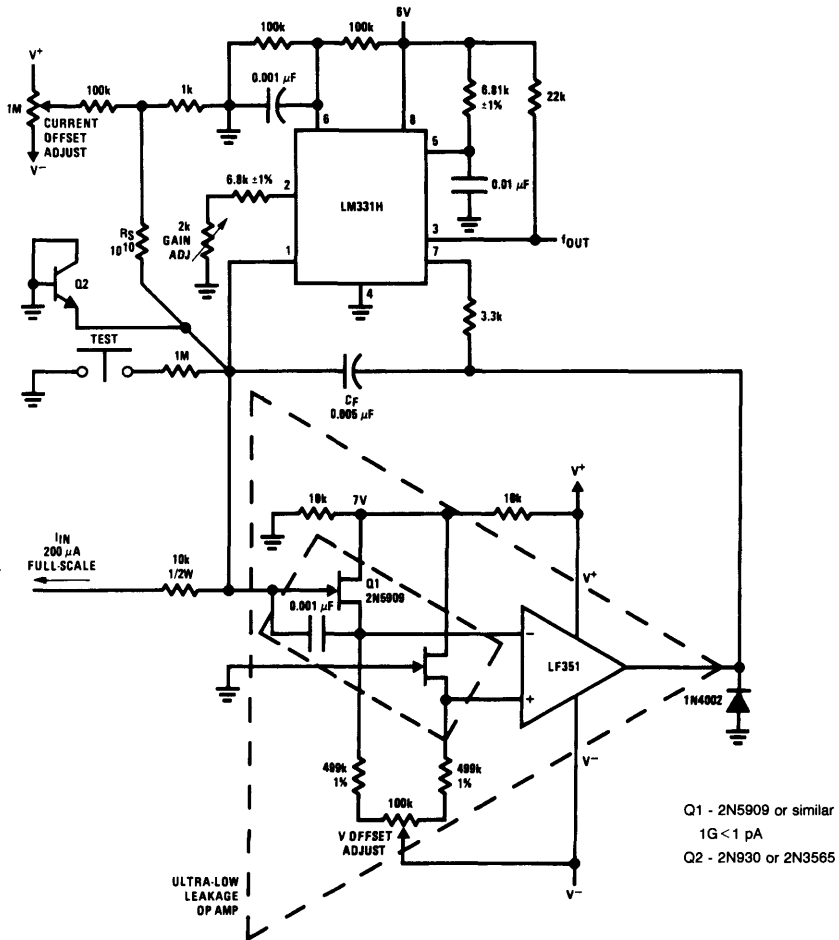 100k
100k
6V
V+
100k
1k
0.001 µF
6.81k
±1%
22k
1M
CURRENT
OFFSET
ADJUST
V−
6
8
5
6.8k ±1%
2
LM331H
0.01 µF
RS
10^10
2k
GAIN
ADJ
3
fOUT
1
7
Q2
4
3.3k
TEST
1M
CF
0.005 µF
10k
7V
10k
V+
IIN
200 µA
FULL-SCALE
10k
1/2W
Q1
2N5909
V+
0.001 µF
−
LF351
+
1N4002
V−
499k
1%
499k
1%
100k
V OFFSET
ADJUST
ULTRA-LOW
LEAKAGE
OP AMP
V−
Q1 - 2N5909 or similar
1G<1 pA
Q2 - 2N930 or 2N3565